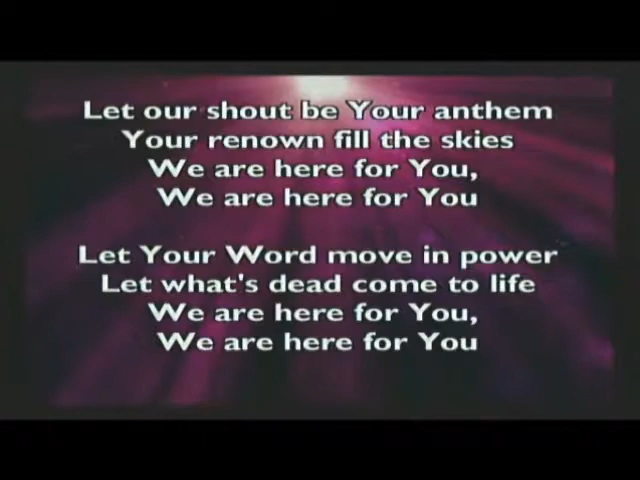 Let our shout be Your anthem
Your renown fill the skies
We are here for You,
We are here for You
Let Your Word move in power
Let what's dead come to life
We are here for You,
We are here for You